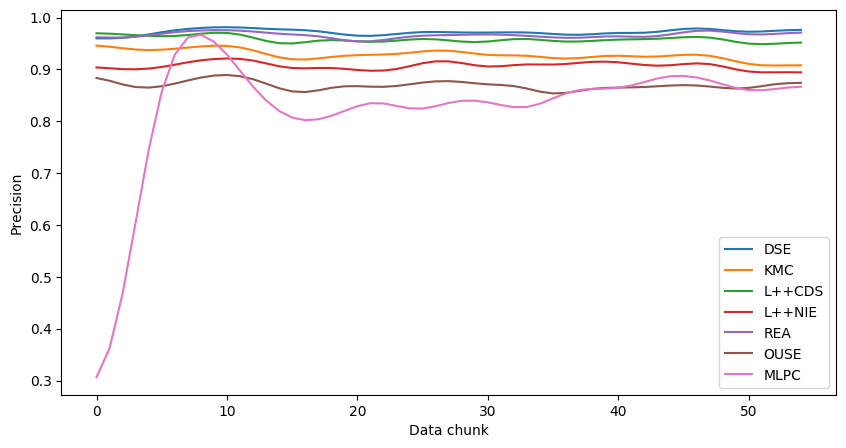 1.0
0.9
0.8
0.7
0.6
0.5
0.4
0.3
Precision
0
10
20
30
40
50
Data chunk
DSE
KMC
L++CDS
L++NIE
REA
OUSE
MLPC